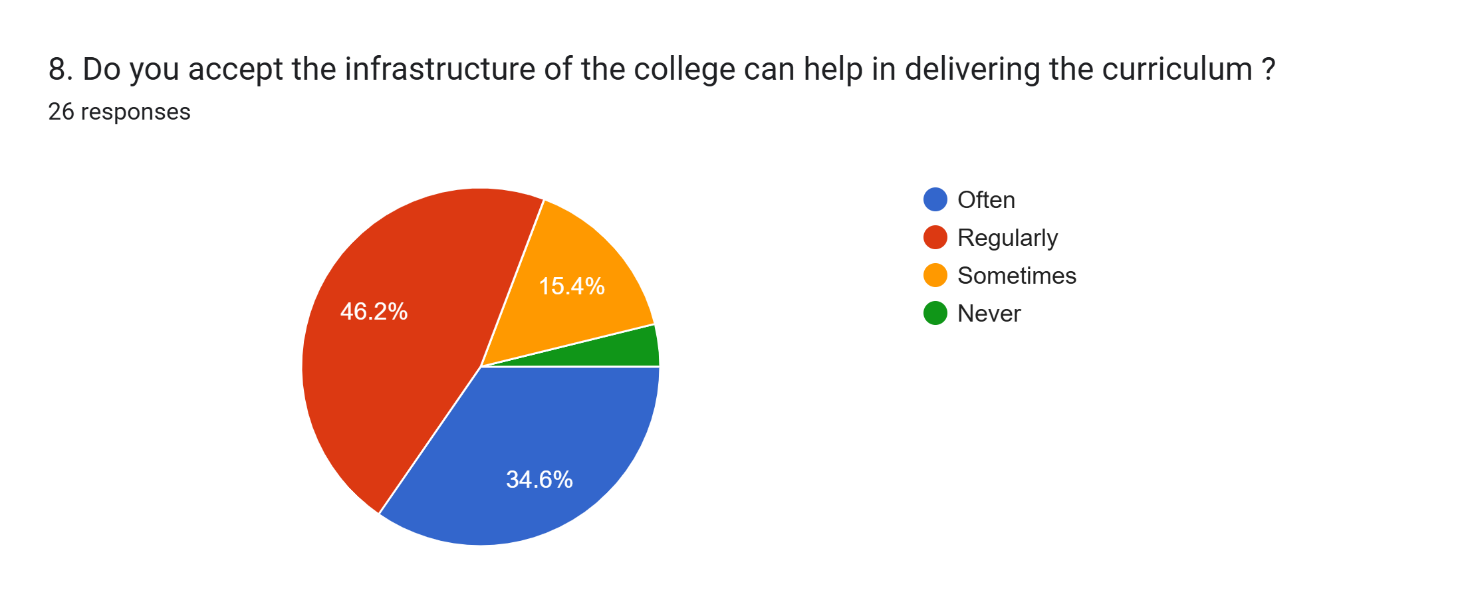 8. Do you accept the infrastructure of the college can help in delivering the curriculum ?
26 responses
Often
Regularly
Sometimes
Never
15.4%
46.2%
34.6%